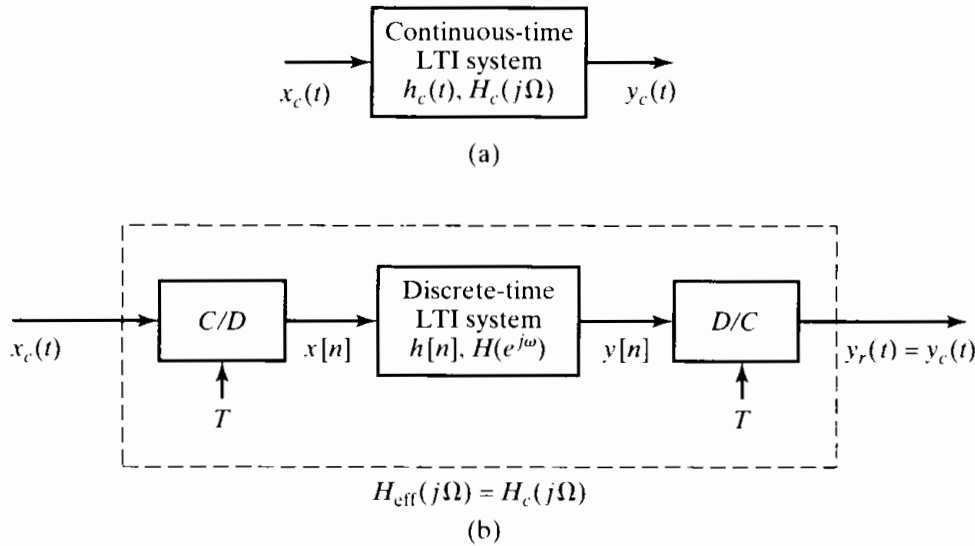 Continuous-time
LTI system
h_c(t), H_c(jΩ)
x_c(t)
y_c(t)
(a)
C/D
Discrete-time
LTI system
h[n], H(e^{jω})
D/C
x_c(t)
x[n]
y[n]
y_r(t) = y_c(t)
T
T
H_eff(jΩ) = H_c(jΩ)
(b)